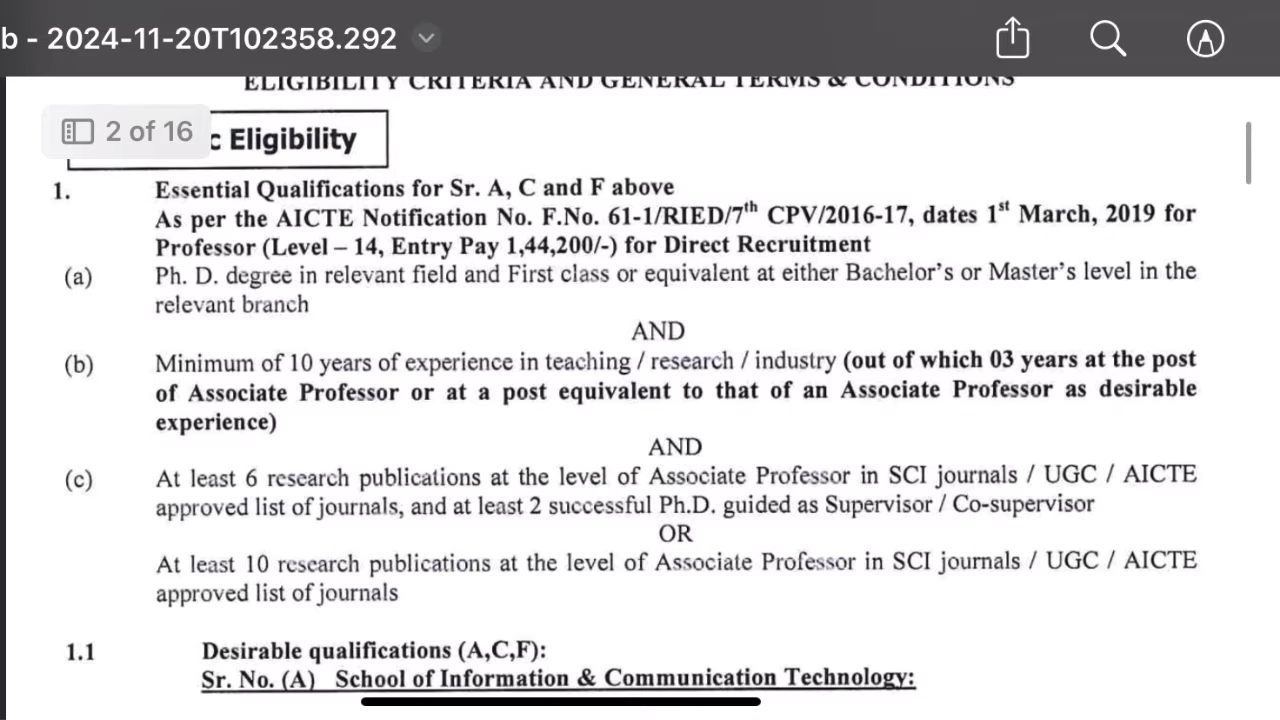 b - 2024-11-20T102358.292
ELIGIBILITY CRITERIA AND GENERAL TERMS & CONDITIONS
2 of 16
c Eligibility
1. Essential Qualifications for Sr. A, C and F above
As per the AICTE Notification No. F.No. 61-1/RIED/7th CPV/2016-17, dates 1st March, 2019 for
Professor (Level – 14, Entry Pay 1,44,200/-) for Direct Recruitment
(a) Ph. D. degree in relevant field and First class or equivalent at either Bachelor's or Master's level in the
relevant branch
AND
(b) Minimum of 10 years of experience in teaching / research / industry (out of which 03 years at the post
of Associate Professor or at a post equivalent to that of an Associate Professor as desirable
experience)
AND
(c) At least 6 research publications at the level of Associate Professor in SCI journals / UGC / AICTE
approved list of journals, and at least 2 successful Ph.D. guided as Supervisor / Co-supervisor
OR
At least 10 research publications at the level of Associate Professor in SCI journals / UGC / AICTE
approved list of journals
1.1 Desirable qualifications (A,C,F):
Sr. No. (A) School of Information & Communication Technology: